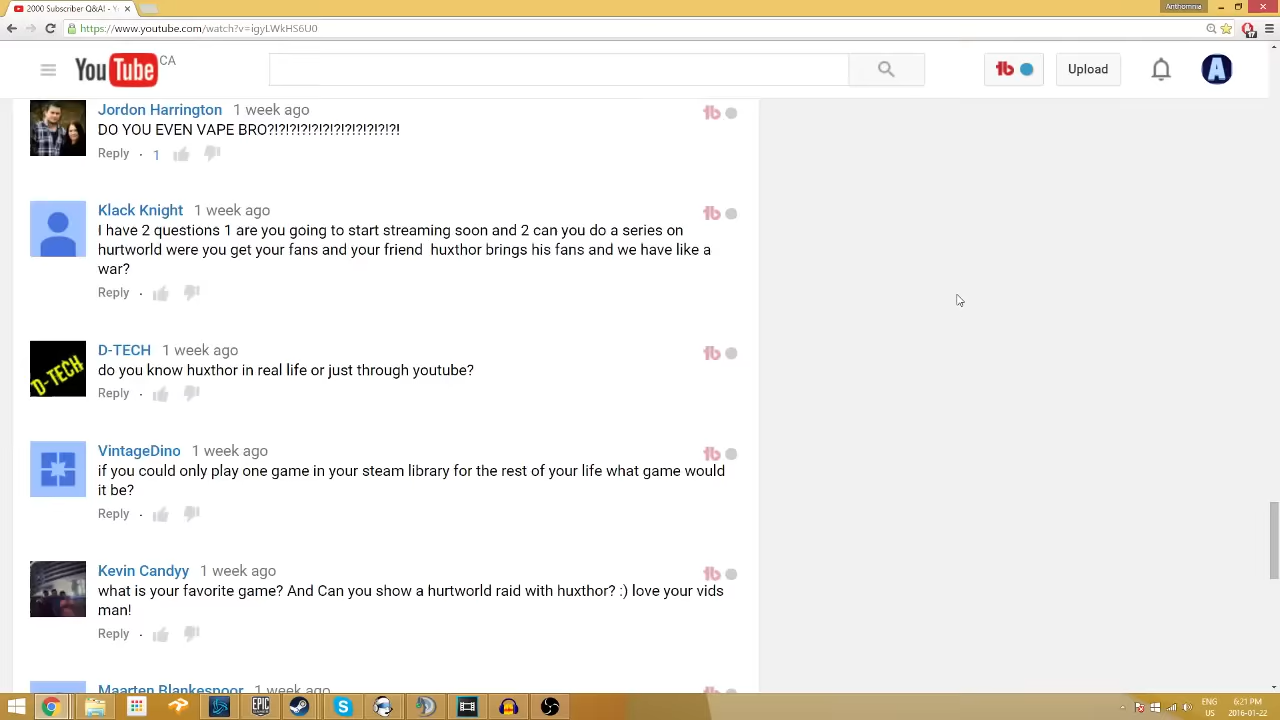 2000 Subscriber Q&A! - Y
Anthomnia
https://www.youtube.com/watch?v=igyLWkHS6U0
YouTube CA
Upload
A
Jordon Harrington 1 week ago
DO YOU EVEN VAPE BRO?!?!?!?!?!?!?!?!?!?!?!?!
Reply · 1
Klack Knight 1 week ago
I have 2 questions 1 are you going to start streaming soon and 2 can you do a series on
hurtworld were you get your fans and your friend huxthor brings his fans and we have like a
war?
Reply ·
D-TECH 1 week ago
D-TECH
do you know huxthor in real life or just through youtube?
Reply ·
VintageDino 1 week ago
if you could only play one game in your steam library for the rest of your life what game would
it be?
Reply ·
Kevin Candyy 1 week ago
what is your favorite game? And Can you show a hurtworld raid with huxthor? :) love your vids
man!
Reply ·
Maarten Blankespoor 1 week ago
EPIC
ENG
US
6:21 PM
2016-01-22